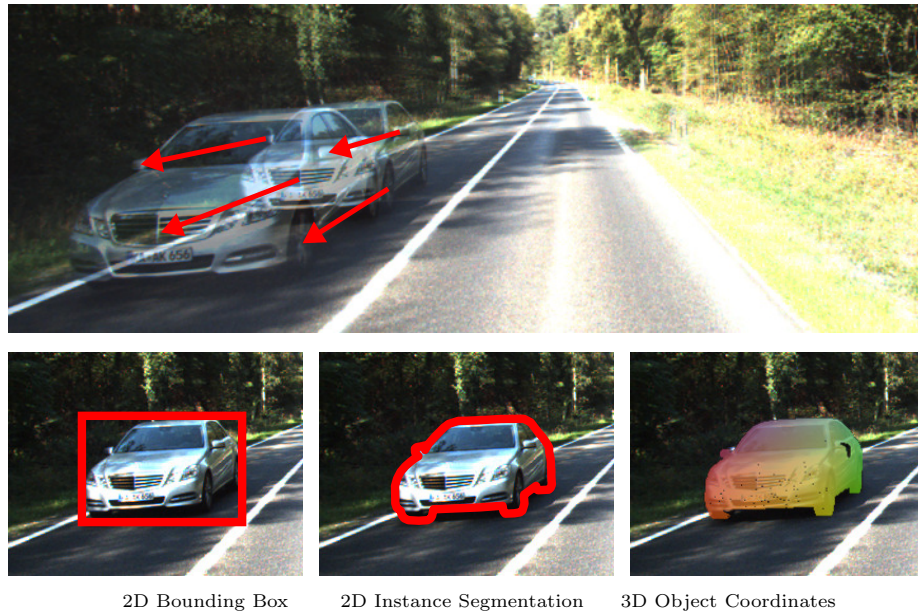 2D Bounding Box
2D Instance Segmentation
3D Object Coordinates